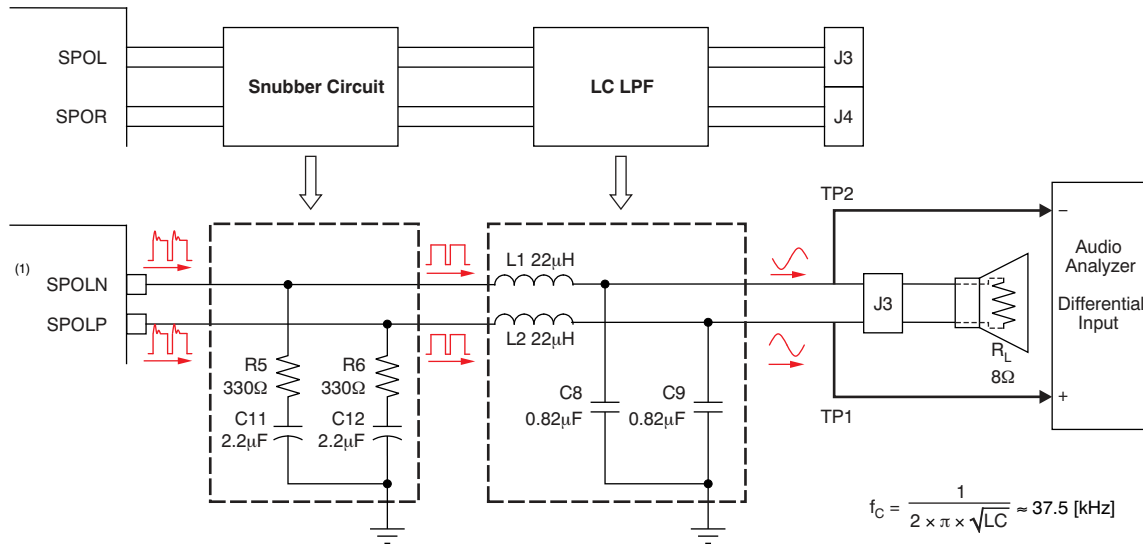 SPOL
SPOR
Snubber Circuit
LC LPF
J3
J4
TP2
(1)
SPOLN
SPOLP
L1 22μH
L2 22μH
R5
330Ω
R6
330Ω
C11
2.2μF
C12
2.2μF
C8
0.82μF
C9
0.82μF
J3
R_L
8Ω
TP1
−
Audio
Analyzer
Differential
Input
+
f_C = 1 / (2 × π × √LC) ≈ 37.5 [kHz]